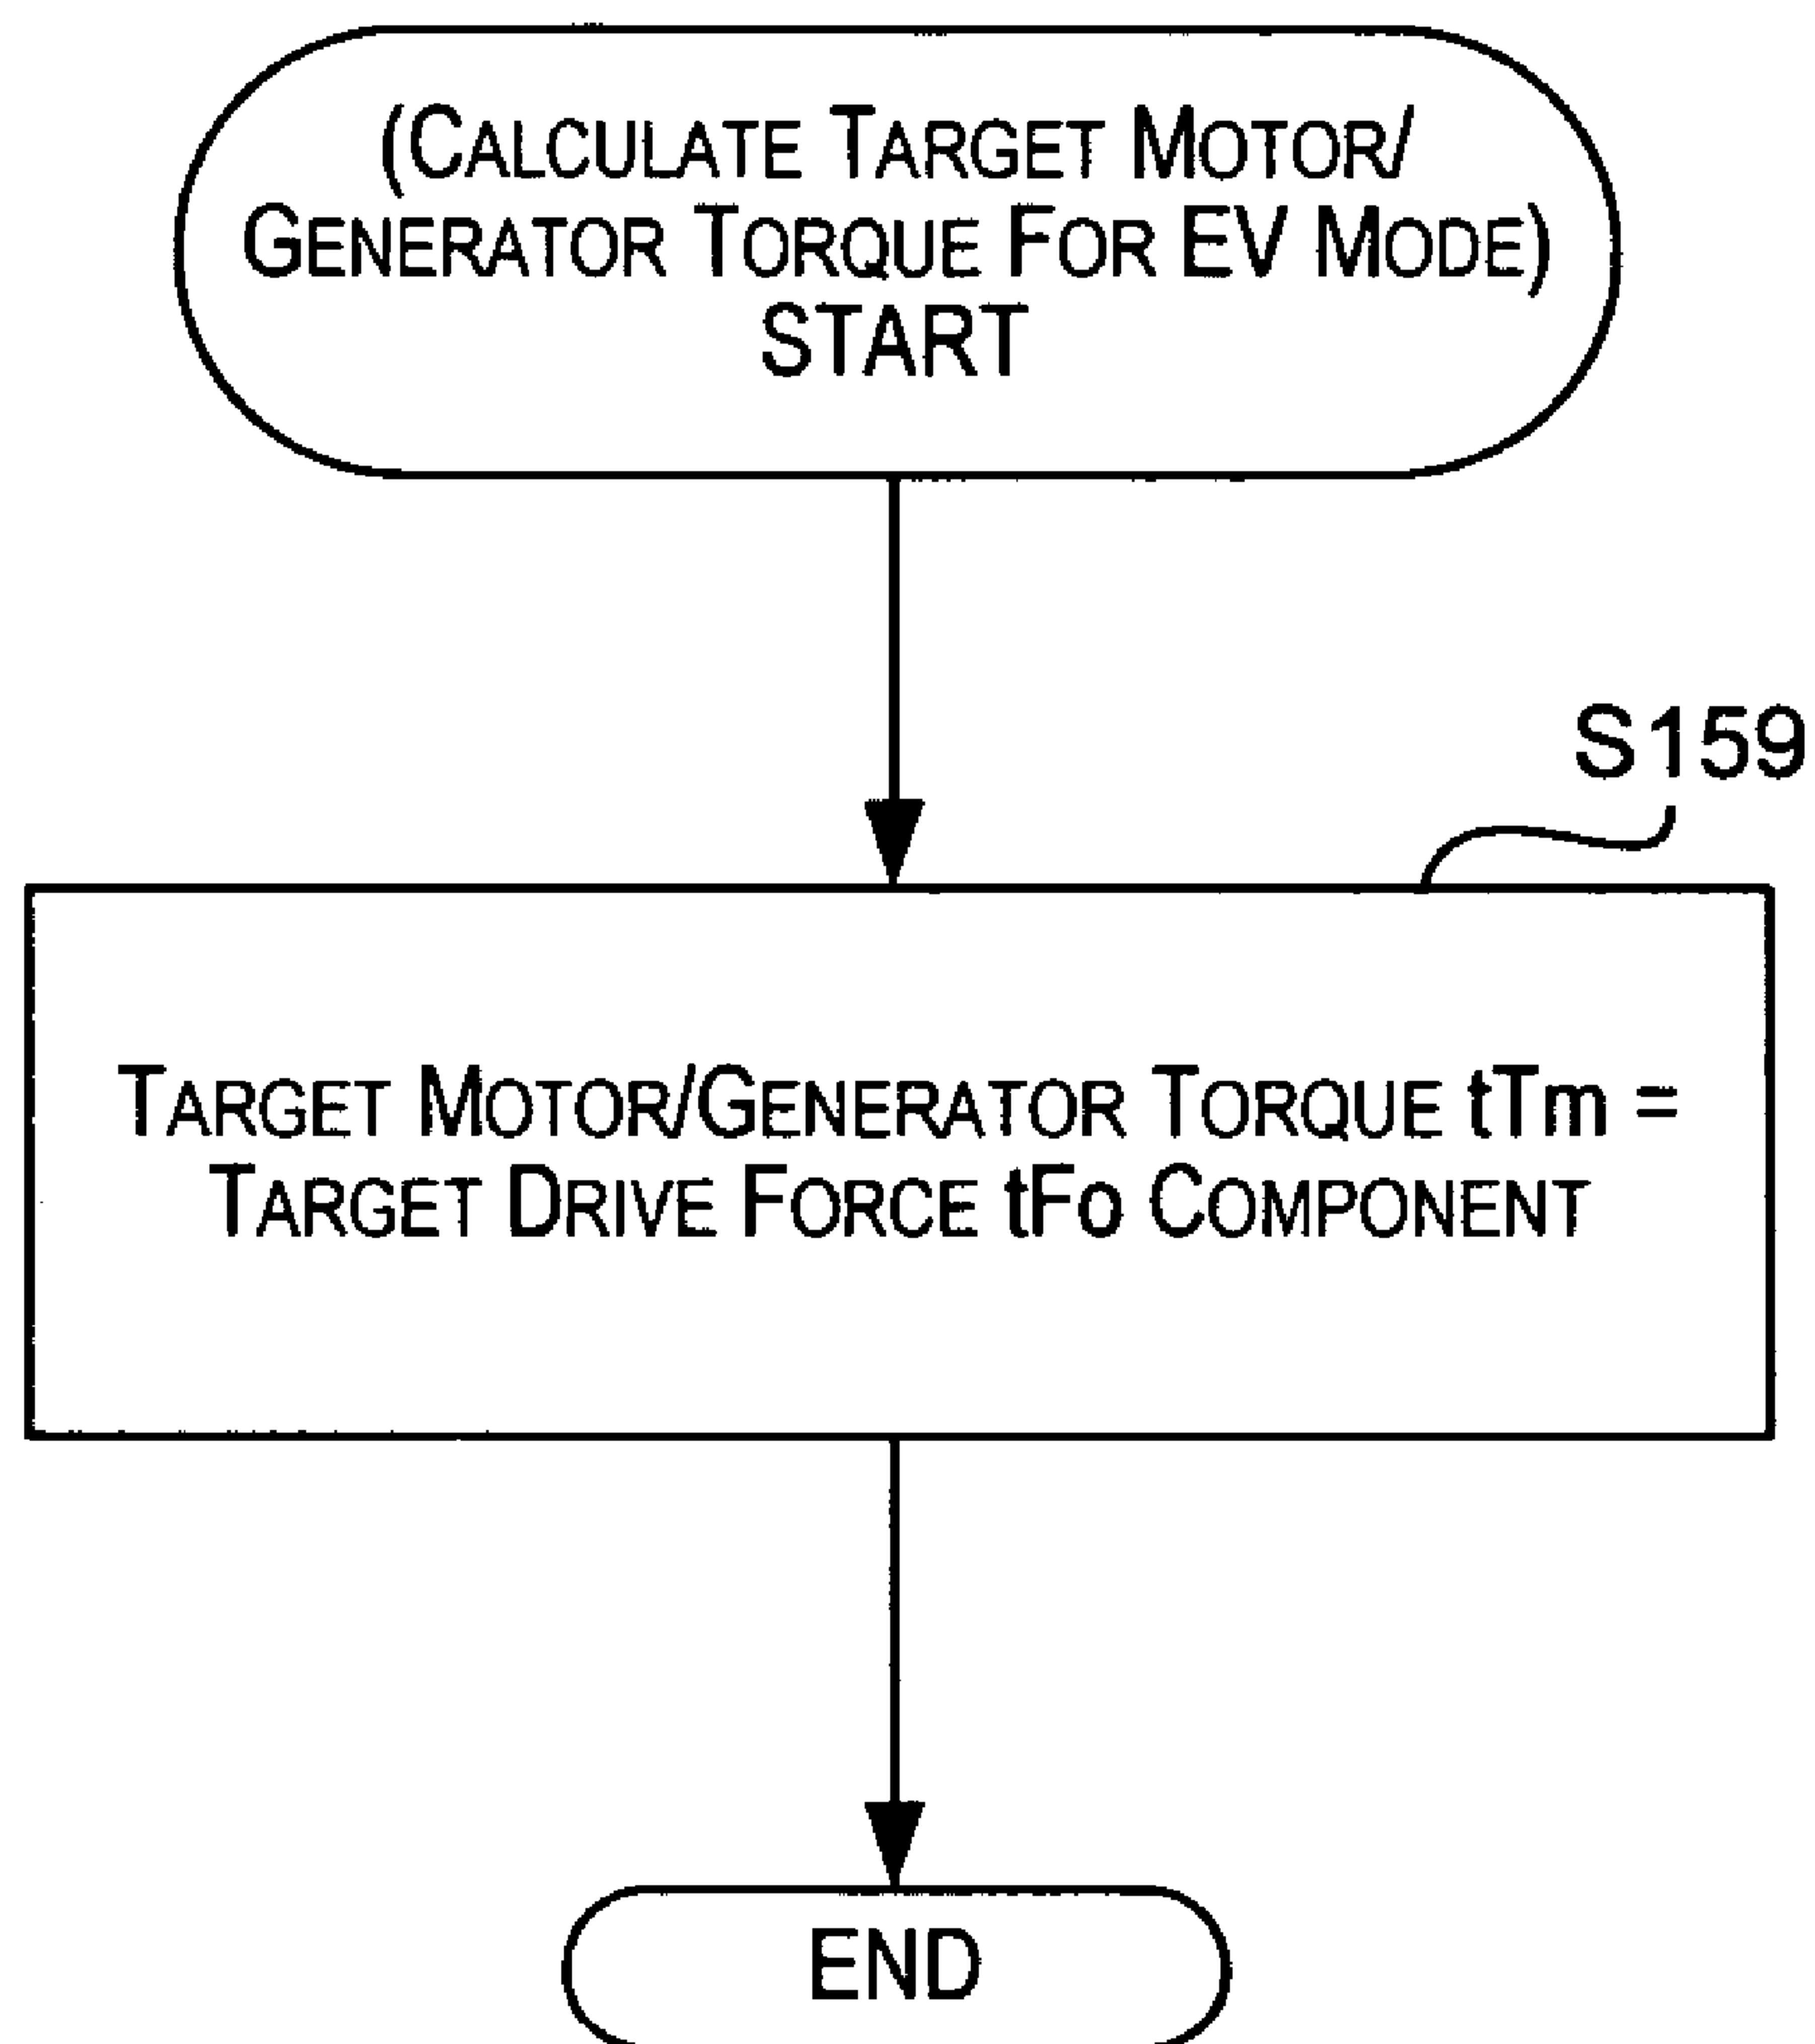 (CALCULATE TARGET MOTOR/
GENERATOR TORQUE FOR EV MODE)
START
S159
TARGET MOTOR/GENERATOR TORQUE tTm =
TARGET DRIVE FORCE tFo COMPONENT
END